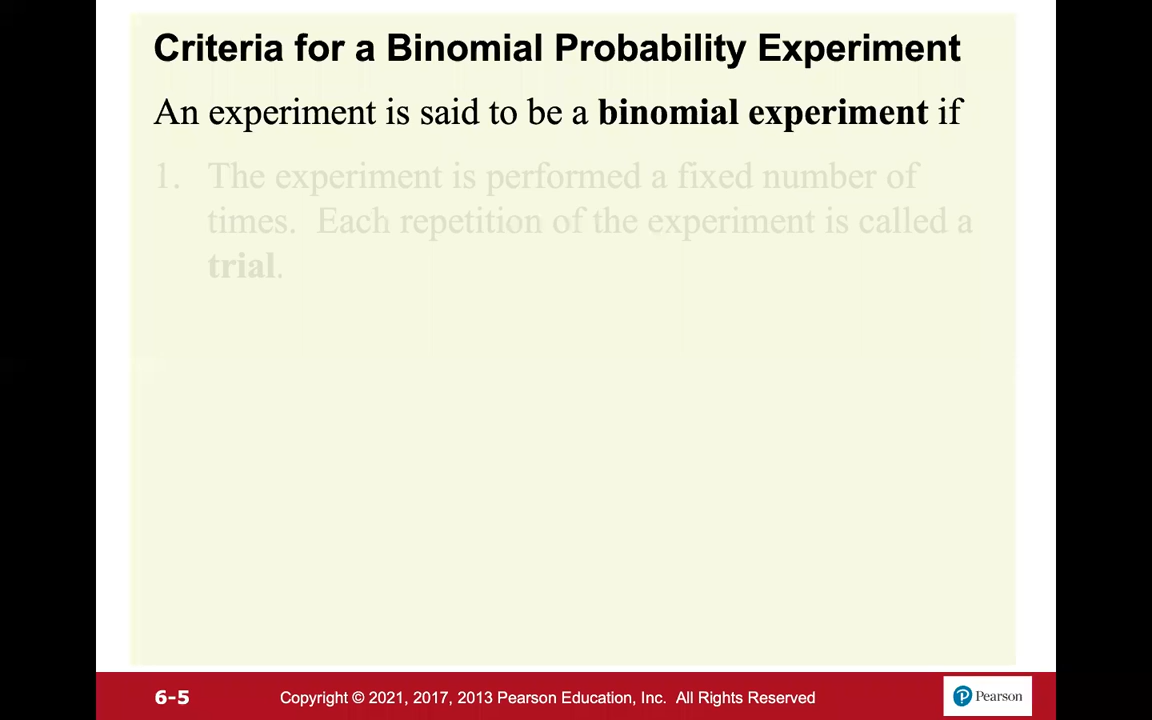 Criteria for a Binomial Probability Experiment
An experiment is said to be a binomial experiment if
1. The experiment is performed a fixed number of
times. Each repetition of the experiment is called a
trial.
6-5
Copyright © 2021, 2017, 2013 Pearson Education, Inc. All Rights Reserved
P Pearson